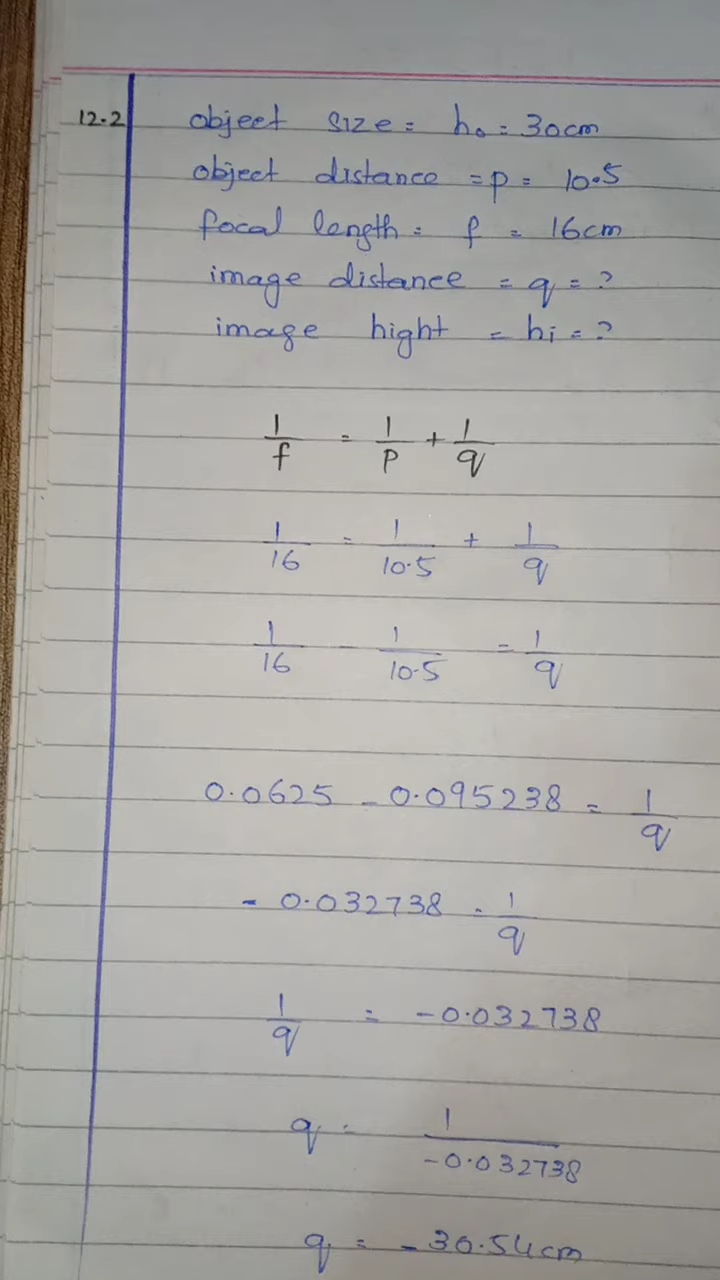 12.2 object size = h₀ = 30cm
object distance = p = 10.5
focal length = f = 16cm
image distance = q = ?
image hight = hi = ?
1/f = 1/p + 1/q
1/16 = 1/10.5 + 1/q
1/16 - 1/10.5 = 1/q
0.0625 - 0.095238 = 1/q
- 0.032738 = 1/q
1/q = -0.032738
q = 1/-0.032738
q = -30.54cm